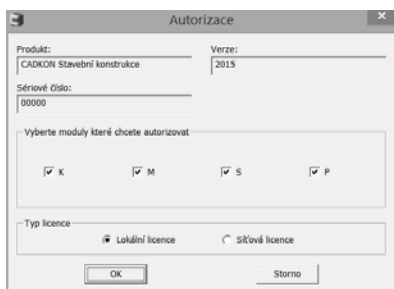 Autorizace
Produkt: Verze:
CADKON Stavební konstrukce 2015
Sériové číslo:
00000
Vyberte moduly které chcete autorizovat
K M S P
Typ licence
Lokální licence Síťová licence
OK Storno